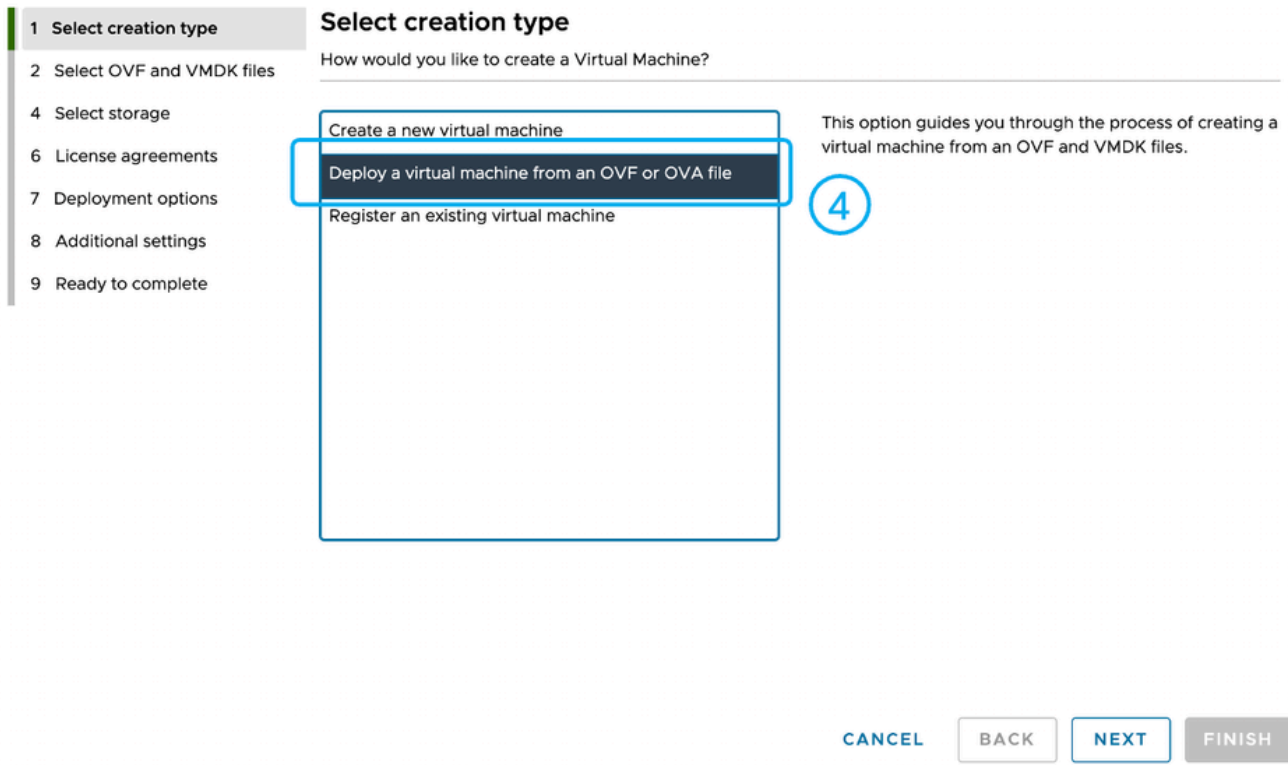 1 Select creation type
2 Select OVF and VMDK files
4 Select storage
6 License agreements
7 Deployment options
8 Additional settings
9 Ready to complete
Select creation type
How would you like to create a Virtual Machine?
Create a new virtual machine
Deploy a virtual machine from an OVF or OVA file
Register an existing virtual machine
This option guides you through the process of creating a
virtual machine from an OVF and VMDK files.
4
CANCEL BACK NEXT FINISH